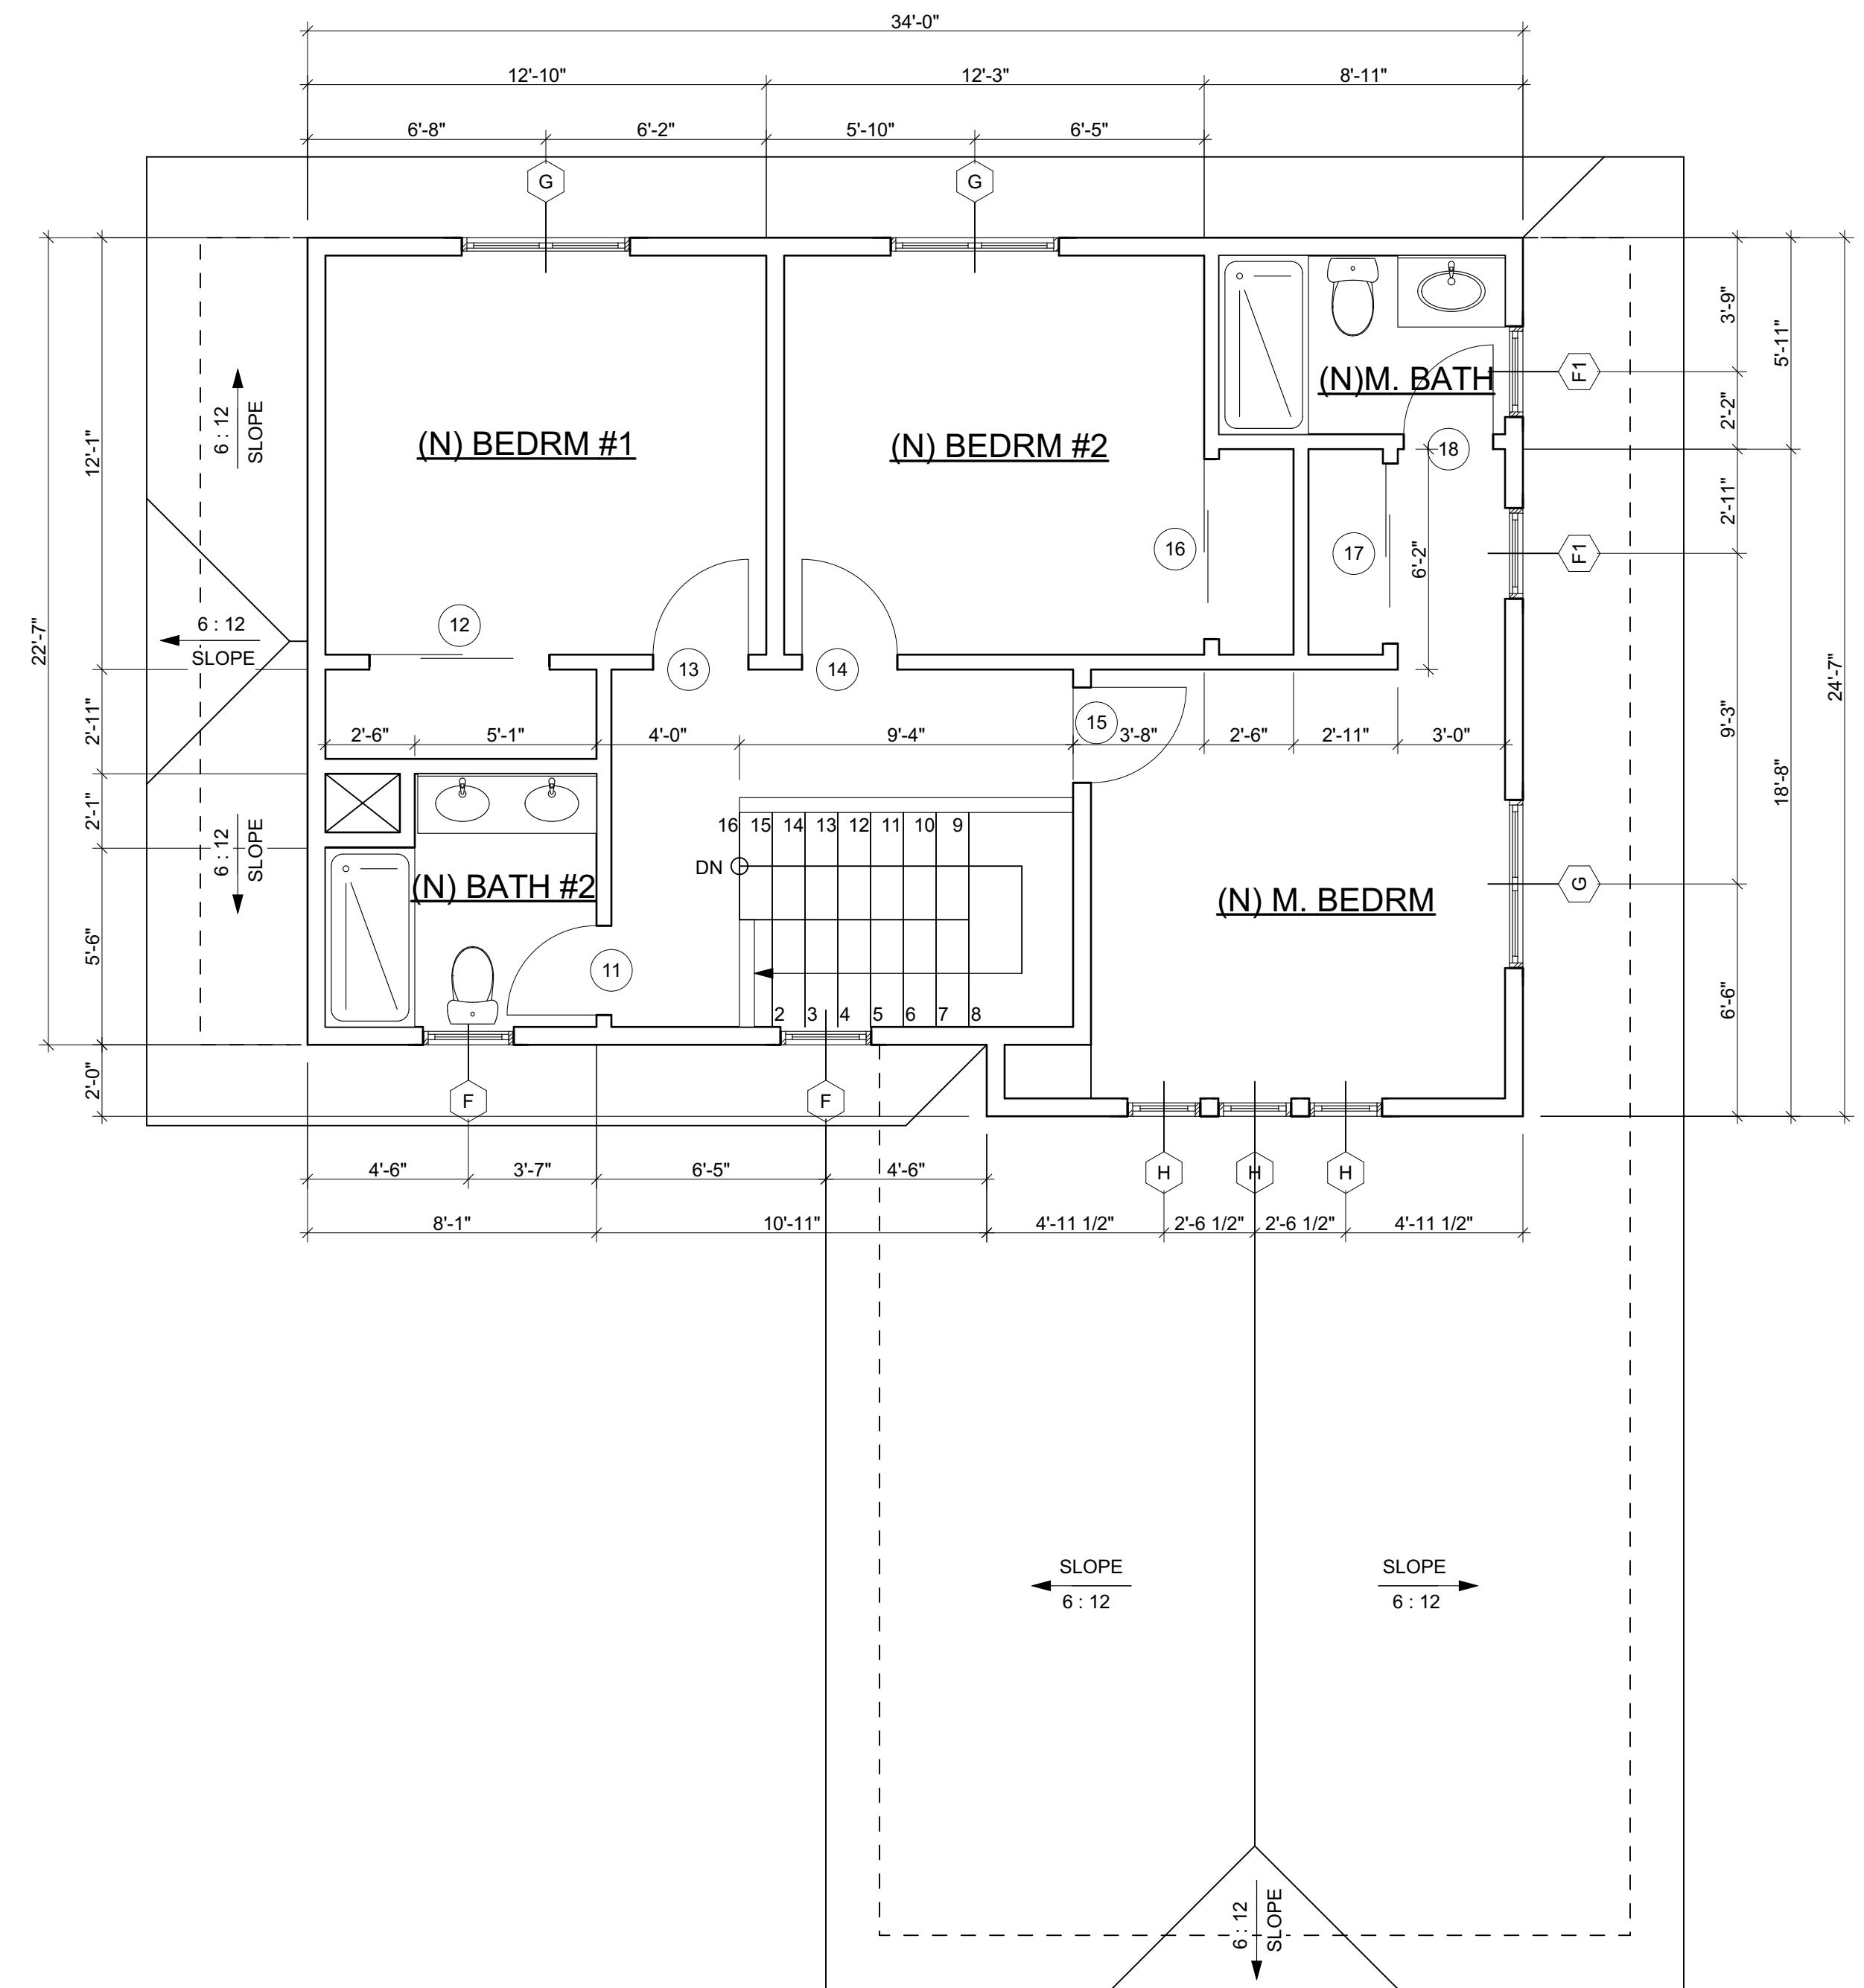 34'-0"
12'-10" 12'-3" 8'-11"
6'-8" 6'-2" 5'-10" 6'-5"
G G
3'-9"
5'-11"
F1
2'-2"
(N)M. BATH
6 : 12
SLOPE
12'-1"
(N) BEDRM #1
(N) BEDRM #2
18
2'-11"
16
17
6'-2"
F1
22'-7"
24'-7"
6 : 12
SLOPE
12
13
14
15
2'-11"
2'-6" 5'-1" 4'-0" 9'-4" 3'-8" 2'-6" 2'-11" 3'-0"
9'-3"
18'-8"
2'-1"
6 : 12
SLOPE
16 15 14 13 12 11 10 9
DN
(N) BATH #2
(N) M. BEDRM
G
5'-6"
11
2 3 4 5 6 7 8
6'-6"
2'-0"
F F
H H H
4'-6" 3'-7" 6'-5" 4'-6"
8'-1" 10'-11" 4'-11 1/2" 2'-6 1/2" 2'-6 1/2" 4'-11 1/2"
SLOPE
6 : 12
SLOPE
6 : 12
6 : 12
SLOPE